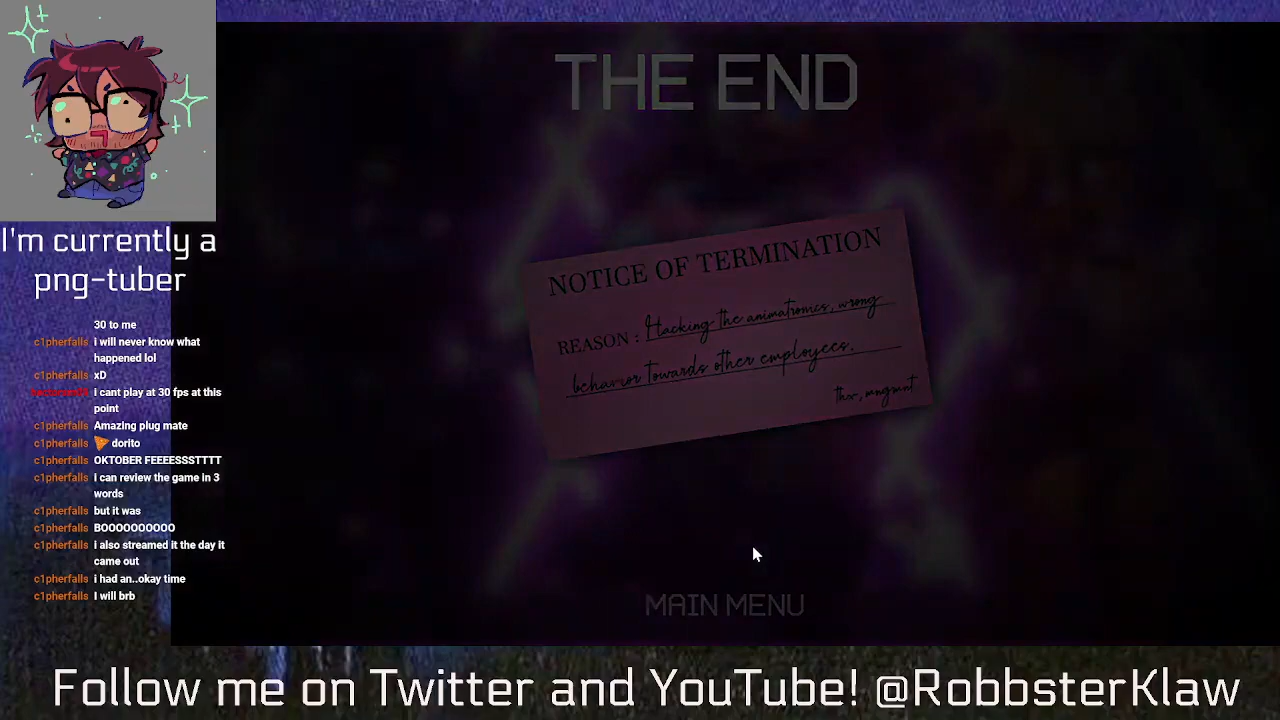 THE END
NOTICE OF TERMINATION
REASON : Hacking the animatronics, wrong
behavior towards other employees.
thx, mngmnt
MAIN MENU
I'm currently a
png-tuber
30 to me
c1pherfalls i will never know what
happened lol
c1pherfalls xD
i cant play at 30 fps at this
point
c1pherfalls Amazing plug mate
c1pherfalls dorito
c1pherfalls OKTOBER FEEEESSSTTTT
c1pherfalls i can review the game in 3
words
c1pherfalls but it was
c1pherfalls BOOOOOOOOOO
c1pherfalls i also streamed it the day it
came out
c1pherfalls i had an..okay time
c1pherfalls I will brb
Follow me on Twitter and YouTube! @RobbsterKlaw